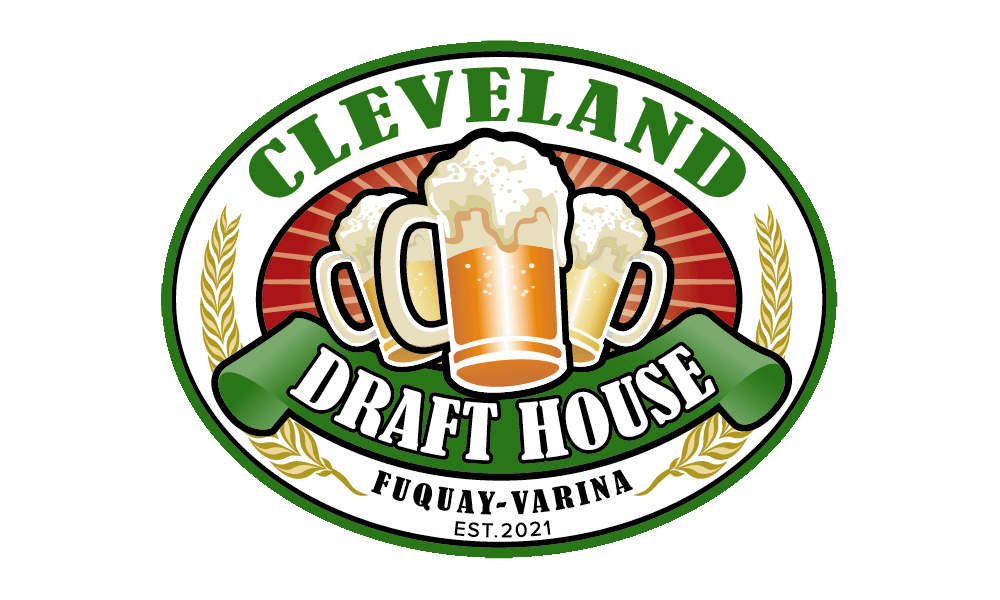 CLEVELAND
DRAFT HOUSE
FUQUAY-VARINA
EST.2021